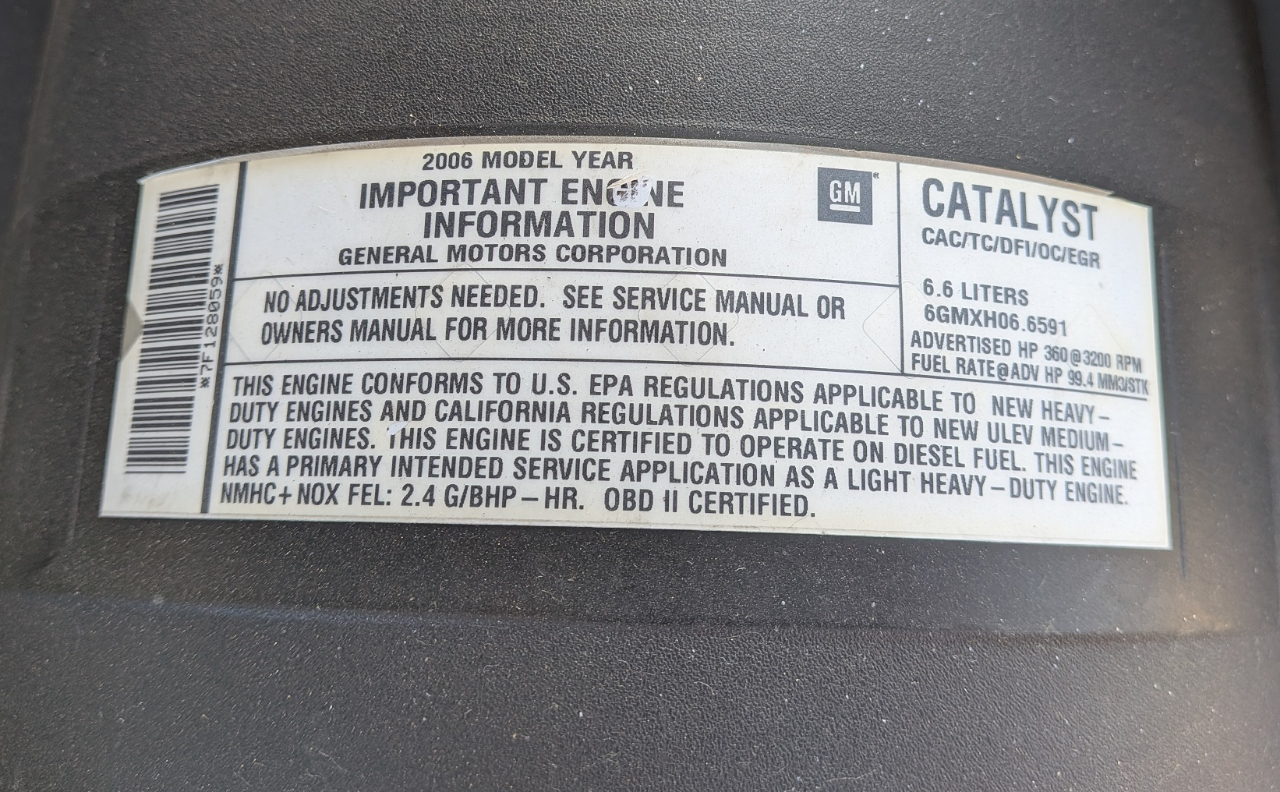 2006 MODEL YEAR
IMPORTANT ENGINE
INFORMATION
GENERAL MOTORS CORPORATION
GM
NO ADJUSTMENTS NEEDED. SEE SERVICE MANUAL OR
OWNERS MANUAL FOR MORE INFORMATION.
CATALYST
CAC/TC/DFI/OC/EGR
6.6 LITERS
6GMXH06.6591
ADVERTISED HP 360@3200 RPM
FUEL RATE@ADV HP 99.4 MM3/STK
THIS ENGINE CONFORMS TO U.S. EPA REGULATIONS APPLICABLE TO NEW HEAVY–
DUTY ENGINES AND CALIFORNIA REGULATIONS APPLICABLE TO NEW ULEV MEDIUM–
DUTY ENGINES. THIS ENGINE IS CERTIFIED TO OPERATE ON DIESEL FUEL. THIS ENGINE
HAS A PRIMARY INTENDED SERVICE APPLICATION AS A LIGHT HEAVY–DUTY ENGINE.
NMHC+NOX FEL: 2.4 G/BHP–HR. OBD II CERTIFIED.
*7F128059*